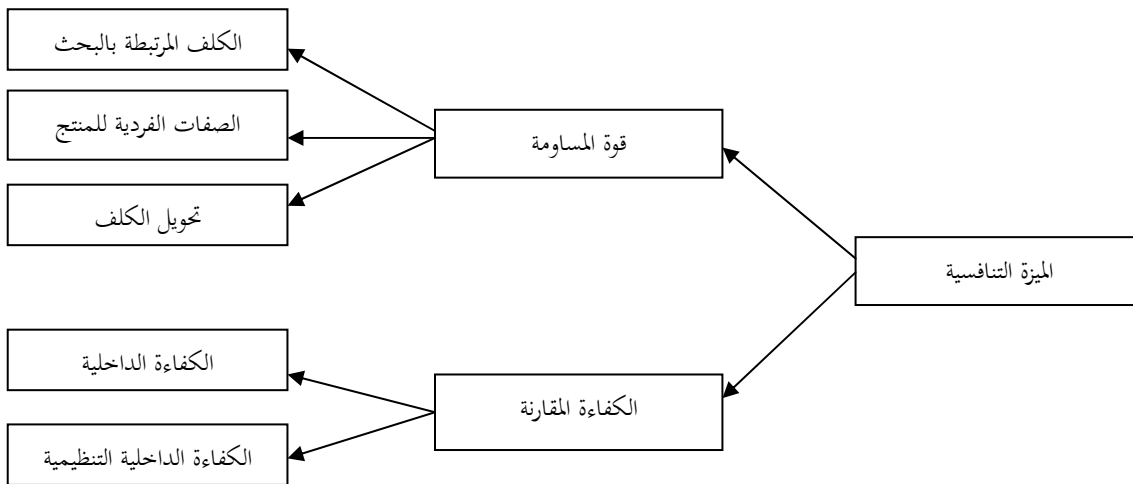 الكلف المرتبطة بالبحث
الصفات الفردية للمنتج
قوة المساومة
تحويل الكلف
الميزة التنافسية
الكفاءة الداخلية
الكفاءة المقارنة
الكفاءة الداخلية التنظيمية